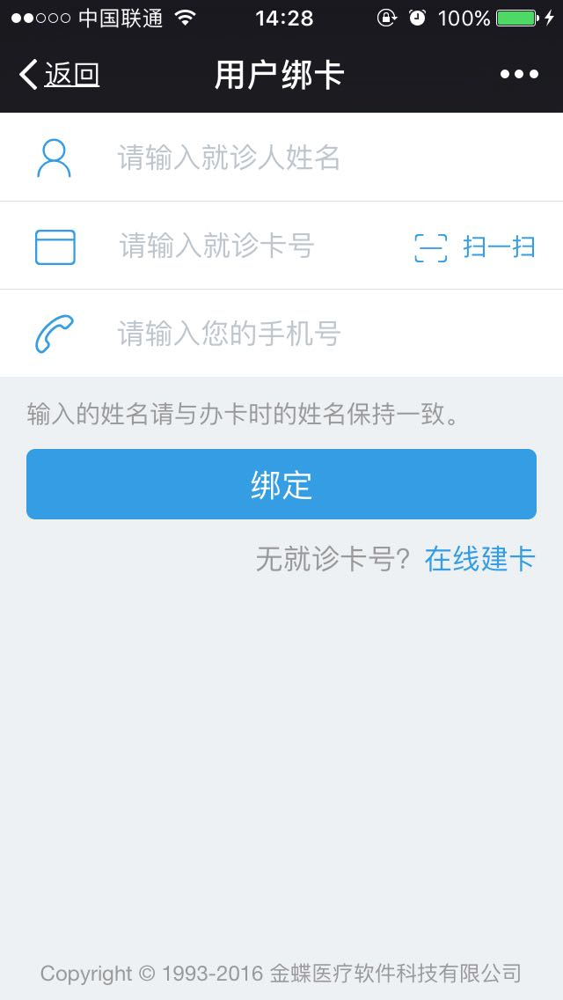 中国联通 14:28 100%
返回 用户绑卡
请输入就诊人姓名
请输入就诊卡号 扫一扫
请输入您的手机号
输入的姓名请与办卡时的姓名保持一致。
绑定
无就诊卡号? 在线建卡
Copyright © 1993-2016 金蝶医疗软件科技有限公司